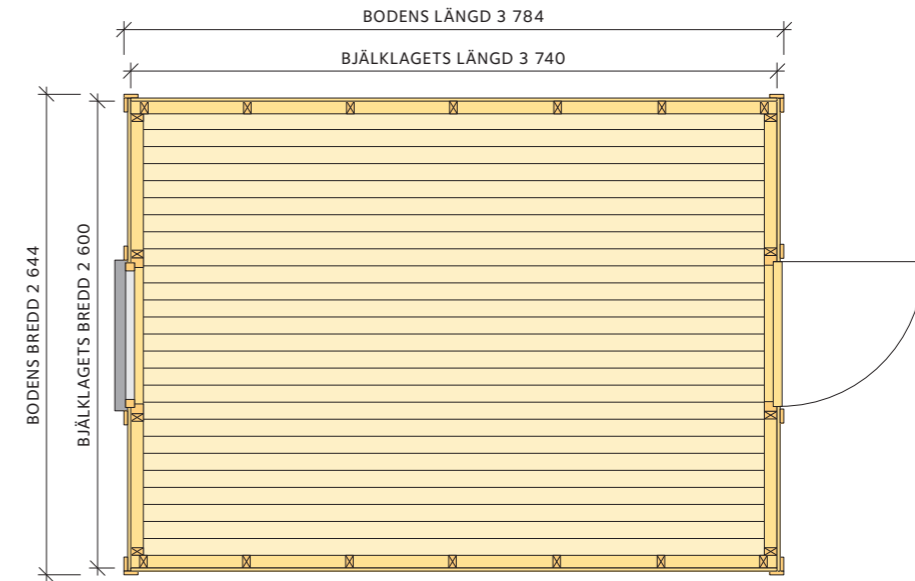 BODENS LÄNGD 3 784
BJÄLKLAGETS LÄNGD 3 740
BODENS BREDD 2 644
BJÄLKLAGETS BREDD 2 600